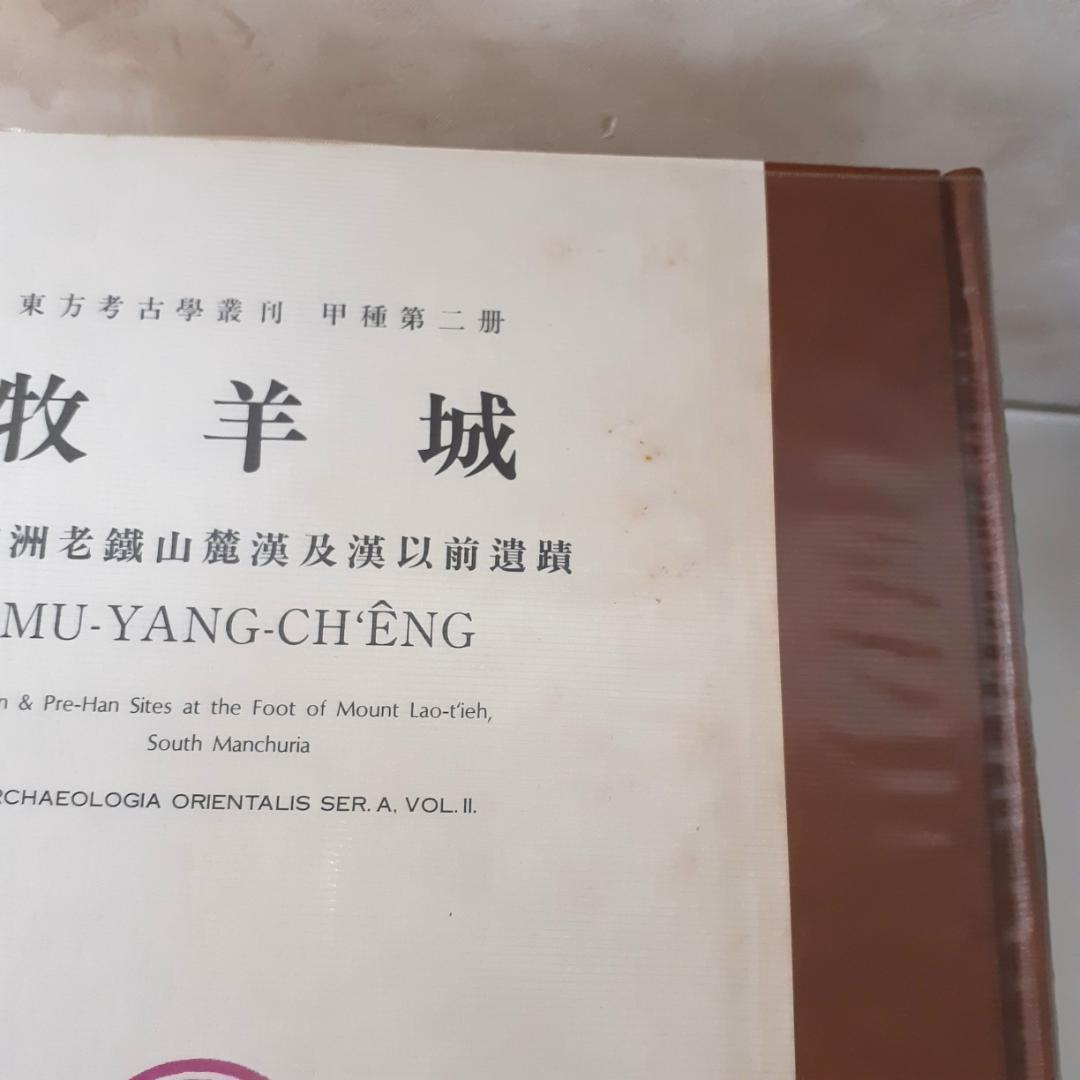 東方考古學叢刊 甲種第二册
牧羊城
洲老鐵山麓漢及漢以前遺蹟
MU-YANG-CH‘ÊNG
& Pre-Han Sites at the Foot of Mount Lao-t‘ieh,
South Manchuria
ORIENTALIS SER. A, VOL. II.